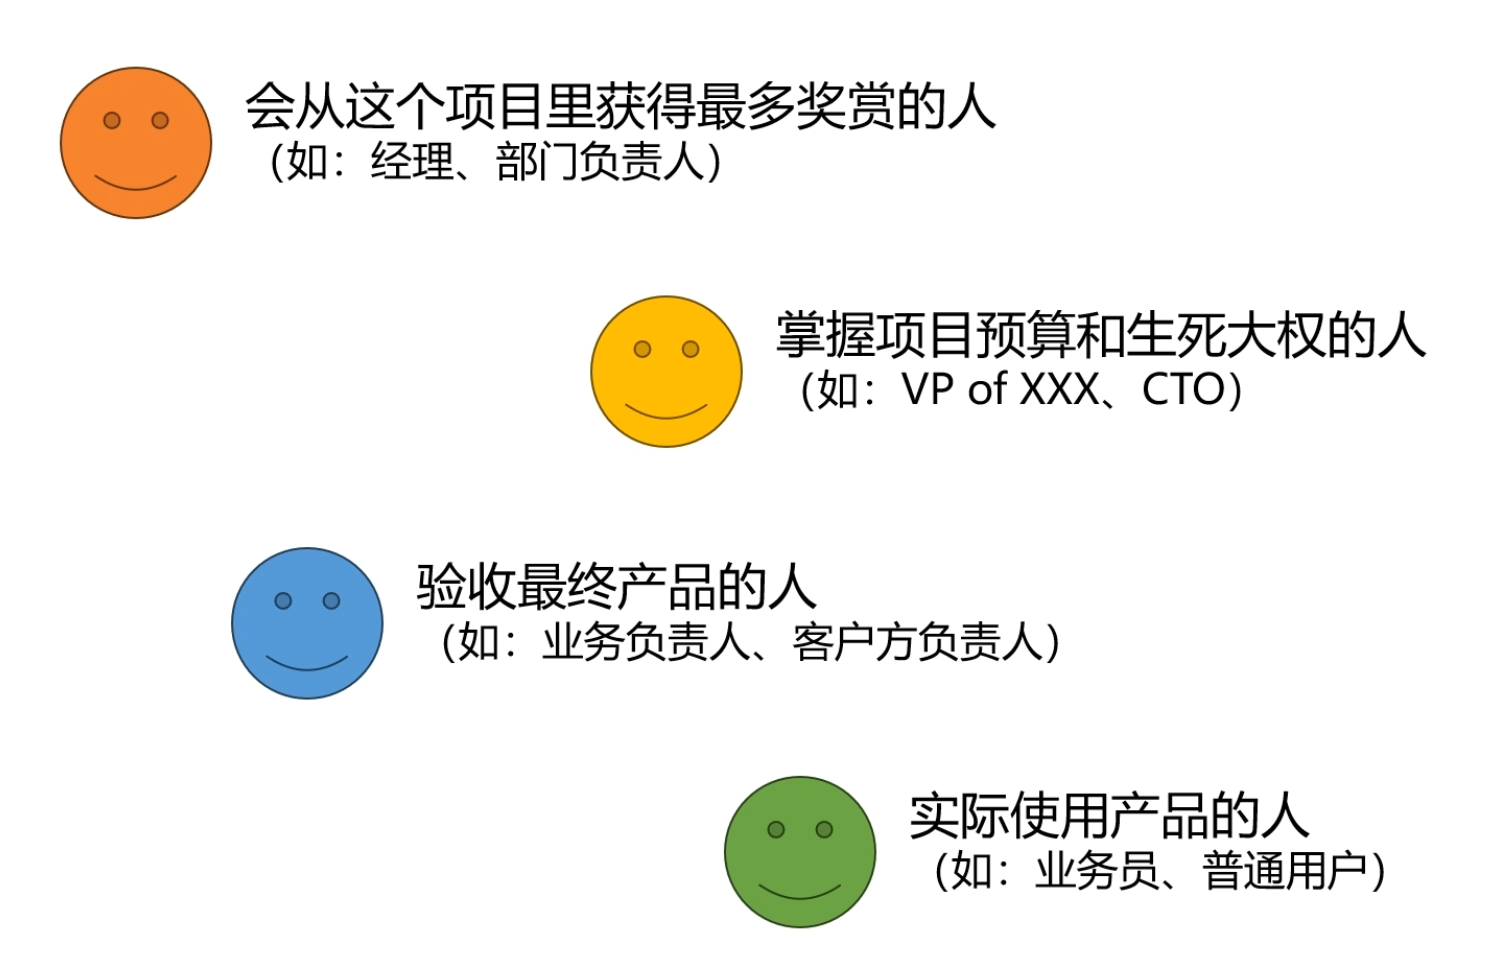 会从这个项目里获得最多奖赏的人
（如：经理、部门负责人）
掌握项目预算和生死大权的人
（如：VP of XXX、CTO）
验收最终产品的人
（如：业务负责人、客户方负责人）
实际使用产品的人
（如：业务员、普通用户）